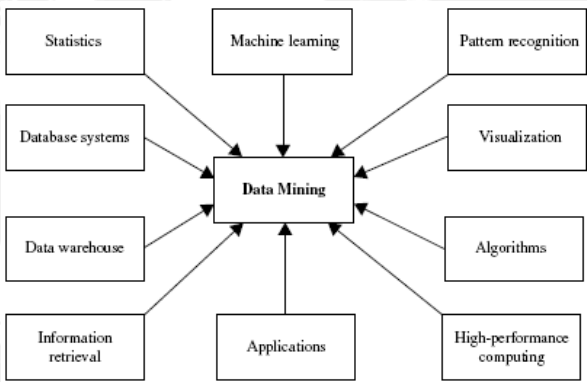 Statistics
Machine learning
Pattern recognition
Database systems
Visualization
Data Mining
Data warehouse
Algorithms
Information
retrieval
Applications
High-performance
computing